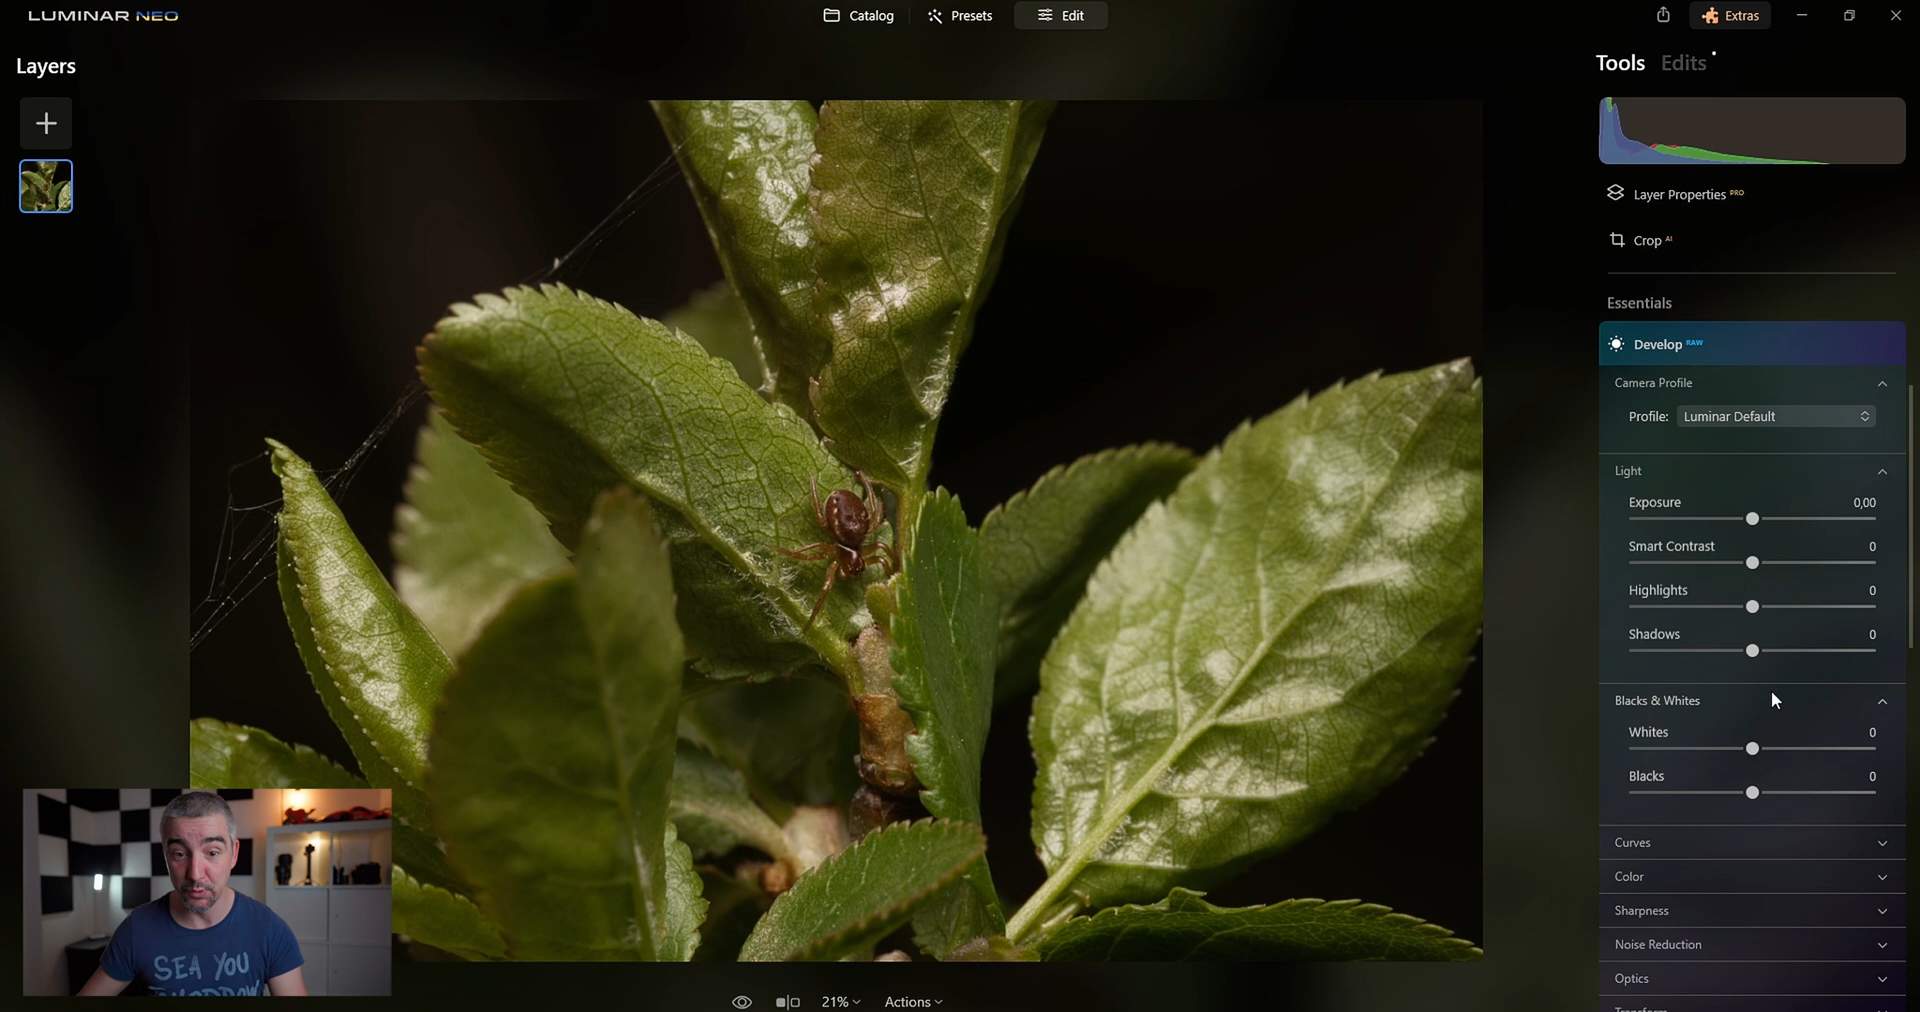 LUMINAR NEO
Catalog
Presets
Edit
Extras
Layers
Tools Edits
Layer Properties PRO
Crop AI
Essentials
Develop RAW
Camera Profile
Profile: Luminar Default
Light
Exposure 0,00
Smart Contrast 0
Highlights 0
Shadows 0
Blacks & Whites
Whites 0
Blacks 0
Curves
Color
Sharpness
Noise Reduction
Optics
Transform
SEA YOU
TOMORROW
21%
Actions